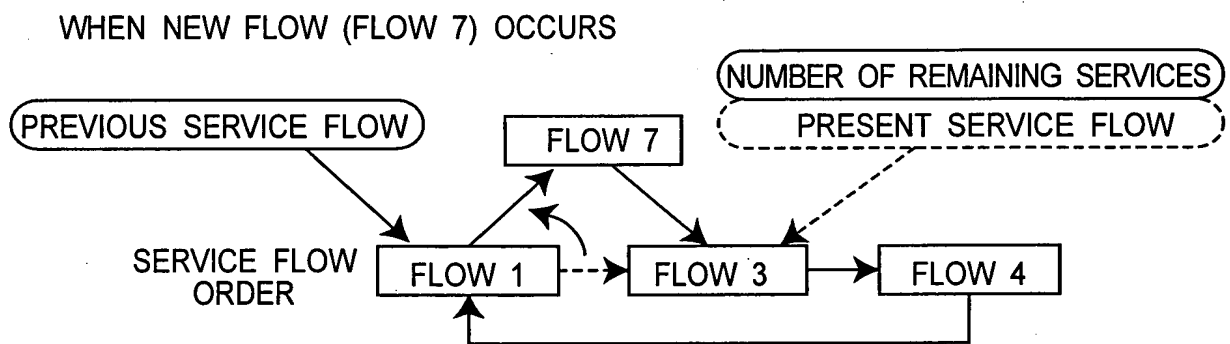 WHEN NEW FLOW (FLOW 7) OCCURS
NUMBER OF REMAINING SERVICES
PREVIOUS SERVICE FLOW
PRESENT SERVICE FLOW
FLOW 7
SERVICE FLOW
ORDER
FLOW 1
FLOW 3
FLOW 4